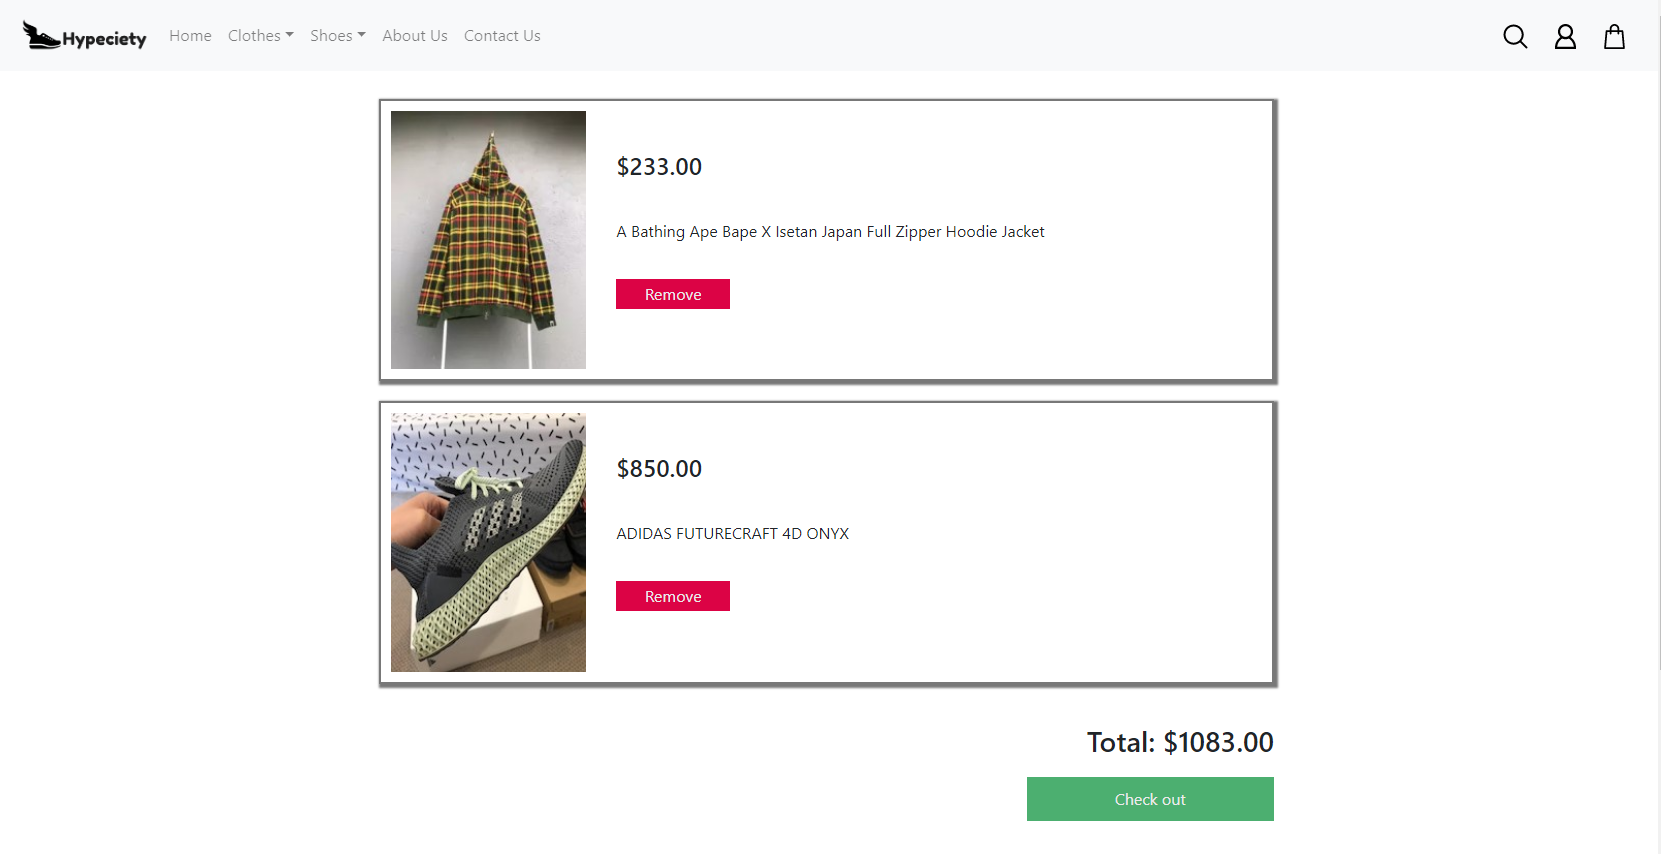 Hypeciety Home Clothes Shoes About Us Contact Us
$233.00
A Bathing Ape Bape X Isetan Japan Full Zipper Hoodie Jacket
Remove
$850.00
ADIDAS FUTURECRAFT 4D ONYX
Remove
Total: $1083.00
Check out